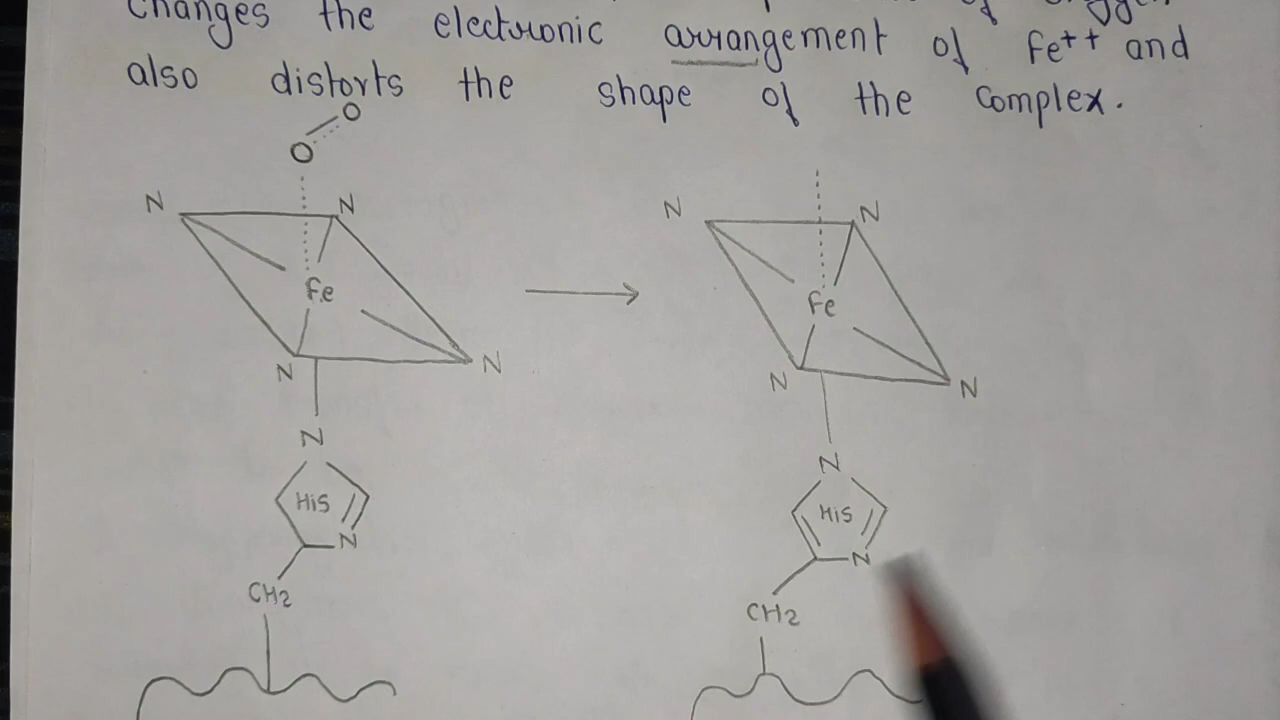 changes the electronic arrangement of Fe++ and
also distorts the shape of the complex.
O
O
N N
Fe
N N
N
HiS
N
CH2
N N
Fe
N N
N
HiS
N
CH2